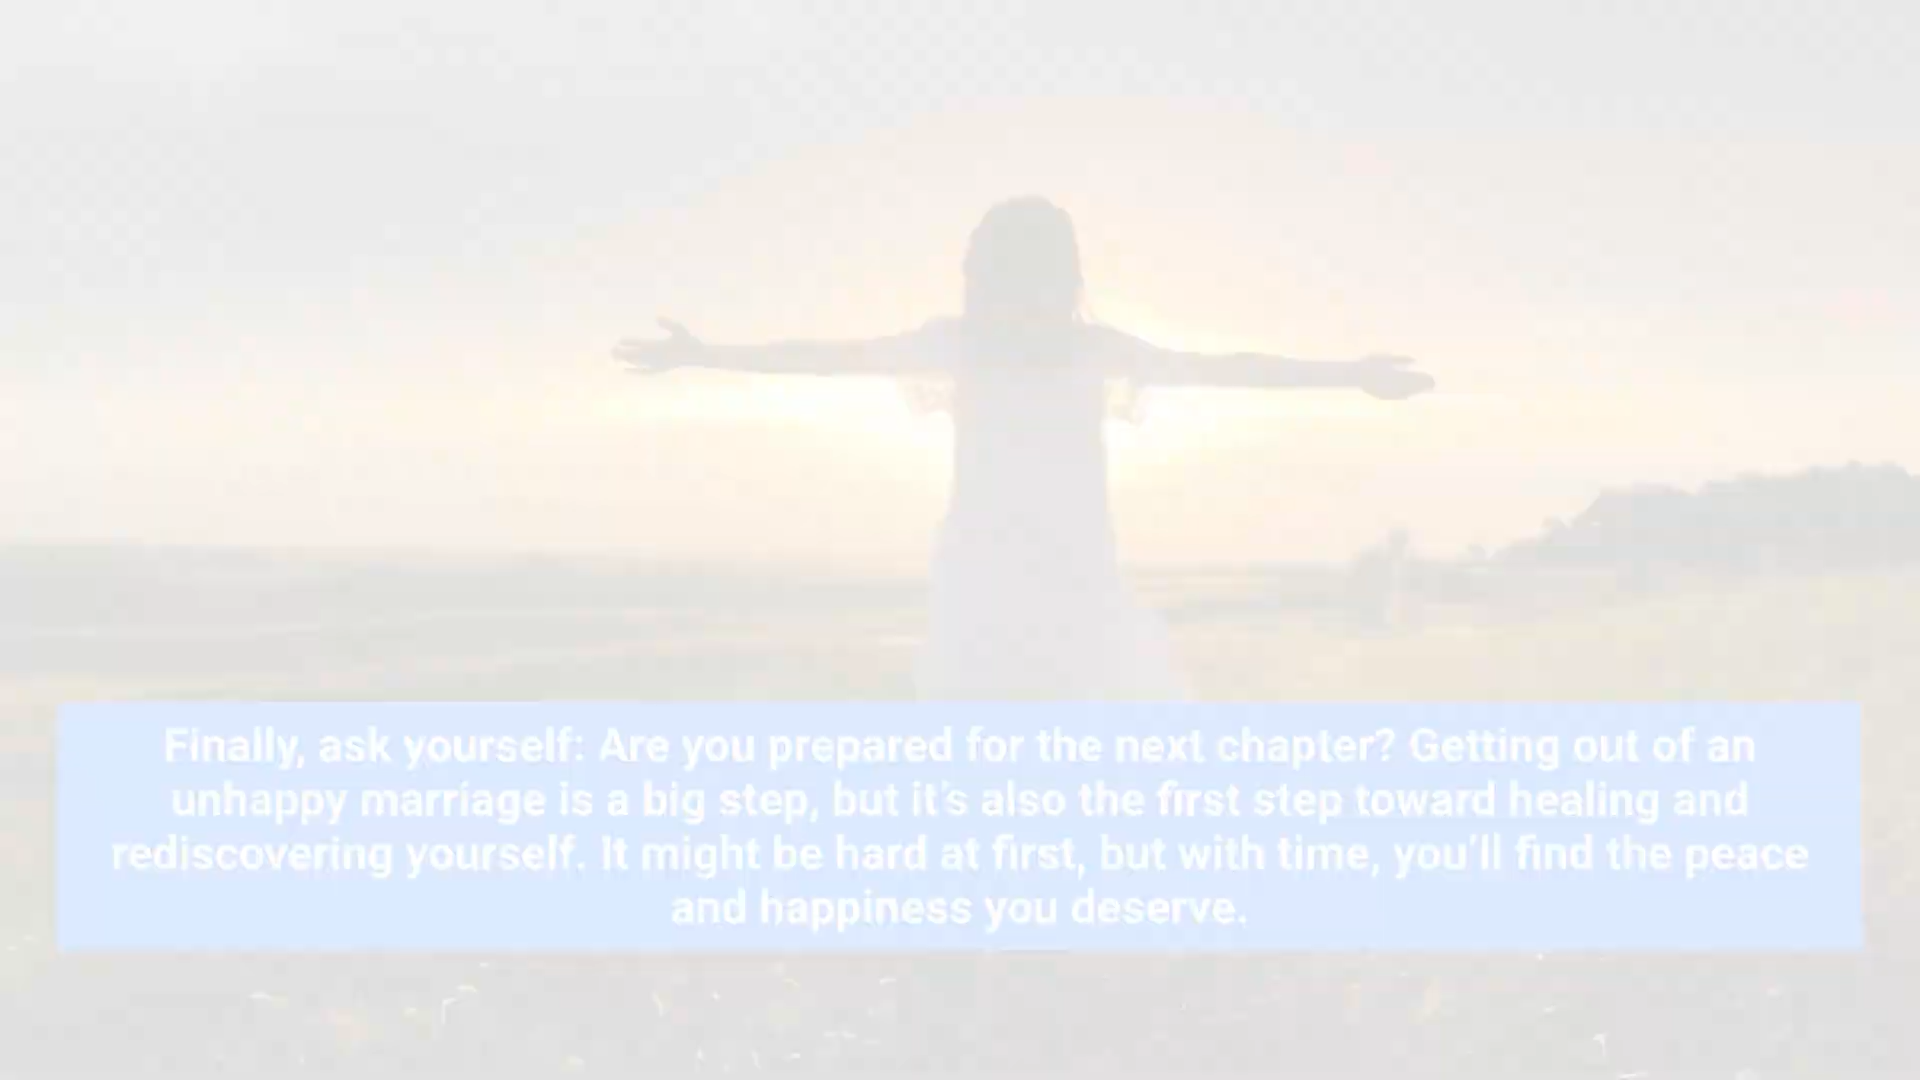 Finally, ask yourself: Are you prepared for the next chapter? Getting out of an
unhappy marriage is a big step, but it's also the first step toward healing and
rediscovering yourself. It might be hard at first, but with time, you'll find the peace
and happiness you deserve.